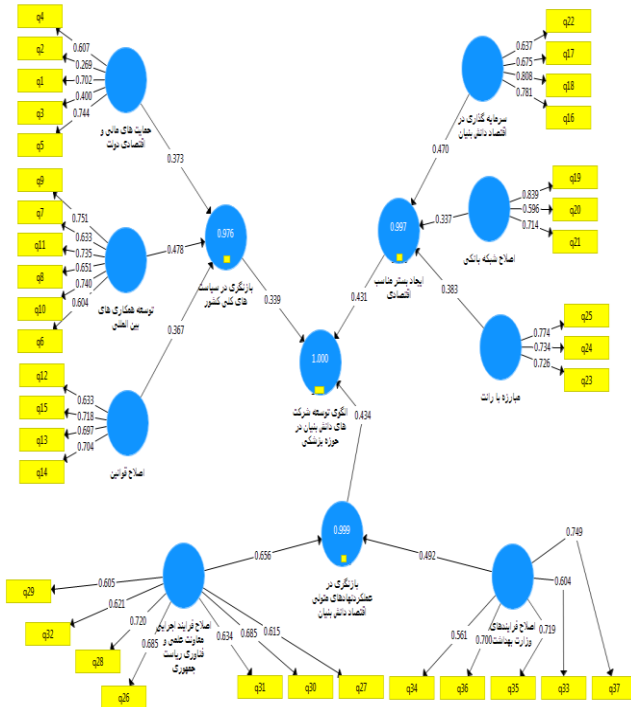 q4
q2
q1
q3
q5
0.607
0.269
0.702
0.400
0.744
حمایت های مالی و
اقتصادی دولت
0.373
q9
q7
q11
q8
q10
q6
0.751
0.633
0.735
0.651
0.740
0.604
توسعه همکاری های
بین المللی
0.478
q12
q15
q13
q14
0.633
0.718
0.697
0.704
اصلاح قوانین
0.367
0.976
بازنگری در سیاست
های کلی کشور
0.339
q22
q17
q18
q16
0.637
0.675
0.808
0.781
سرمایه گذاری در
اقتصاد دانش بنیان
0.470
q19
q20
q21
0.839
0.596
0.714
اصلاح شبکه بانکی
0.337
q25
q24
q23
0.774
0.734
0.726
مبارزه با رانت
0.383
0.997
ایجاد بستر مناسب
اقتصادی
0.431
1.000
الگوی توسعه شرکت
های دانش بنیان در
حوزه پزشکی
0.434
0.999
بازنگری در
عملکردنهادهای متولی
اقتصاد دانش بنیان
0.656
0.492
اصلاح فرایند اجرایی
معاونت علمی و
فناوری ریاست
جمهوری
q29
q32
q28
q26
q31
q30
q27
0.605
0.621
0.720
0.685
0.634
0.685
0.615
اصلاح فرایندهای
وزارت بهداشت
q34
q36
q35
q33
q37
0.561
0.700
0.719
0.604
0.749